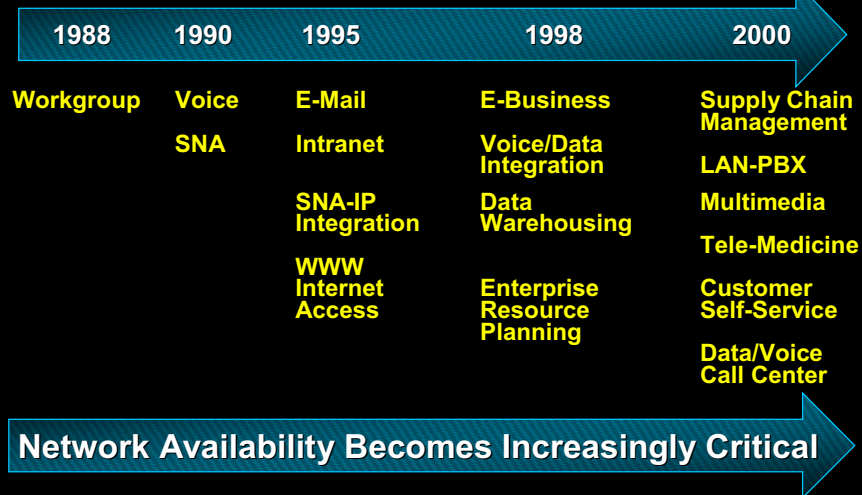 1988 1990 1995 1998 2000
Workgroup
Voice
SNA
E-Mail
Intranet
SNA-IP
Integration
WWW
Internet
Access
E-Business
Voice/Data
Integration
Data
Warehousing
Enterprise
Resource
Planning
Supply Chain
Management
LAN-PBX
Multimedia
Tele-Medicine
Customer
Self-Service
Data/Voice
Call Center
Network Availability Becomes Increasingly Critical